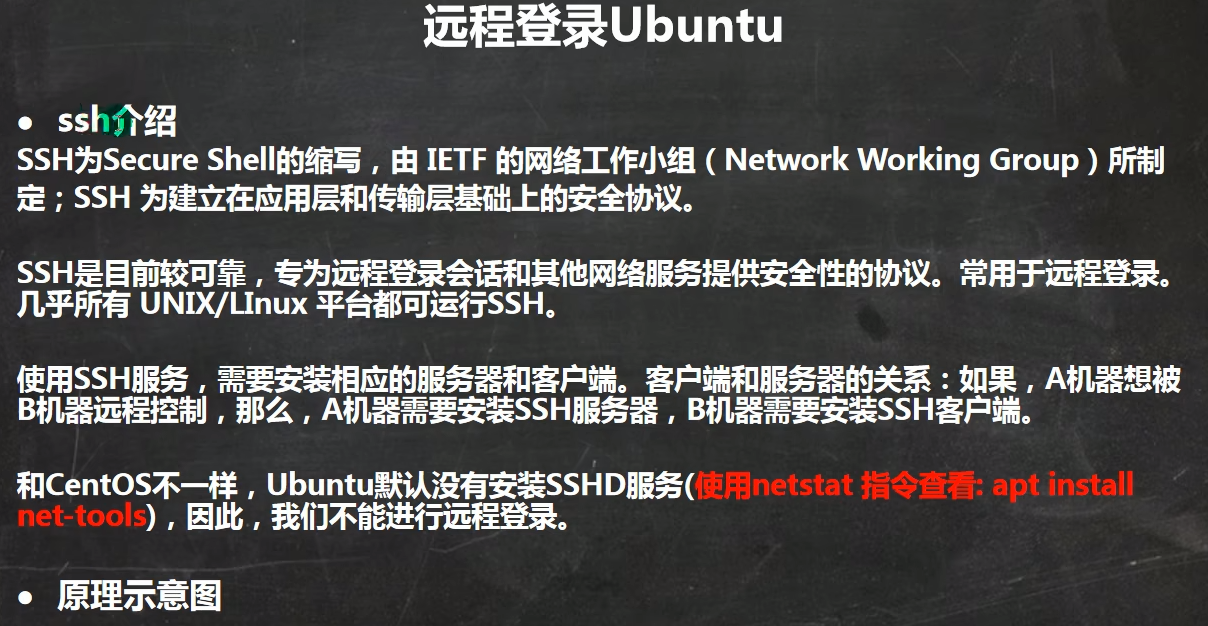 远程登录Ubuntu
● ssh介绍
SSH为Secure Shell的缩写，由 IETF 的网络工作小组（Network Working Group）所制
定；SSH 为建立在应用层和传输层基础上的安全协议。
SSH是目前较可靠，专为远程登录会话和其他网络服务提供安全性的协议。常用于远程登录。
几乎所有 UNIX/LInux 平台都可运行SSH。
使用SSH服务，需要安装相应的服务器和客户端。客户端和服务器的关系：如果，A机器想被
B机器远程控制，那么，A机器需要安装SSH服务器，B机器需要安装SSH客户端。
和CentOS不一样，Ubuntu默认没有安装SSHD服务(使用netstat 指令查看: apt install
net-tools)，因此，我们不能进行远程登录。
● 原理示意图